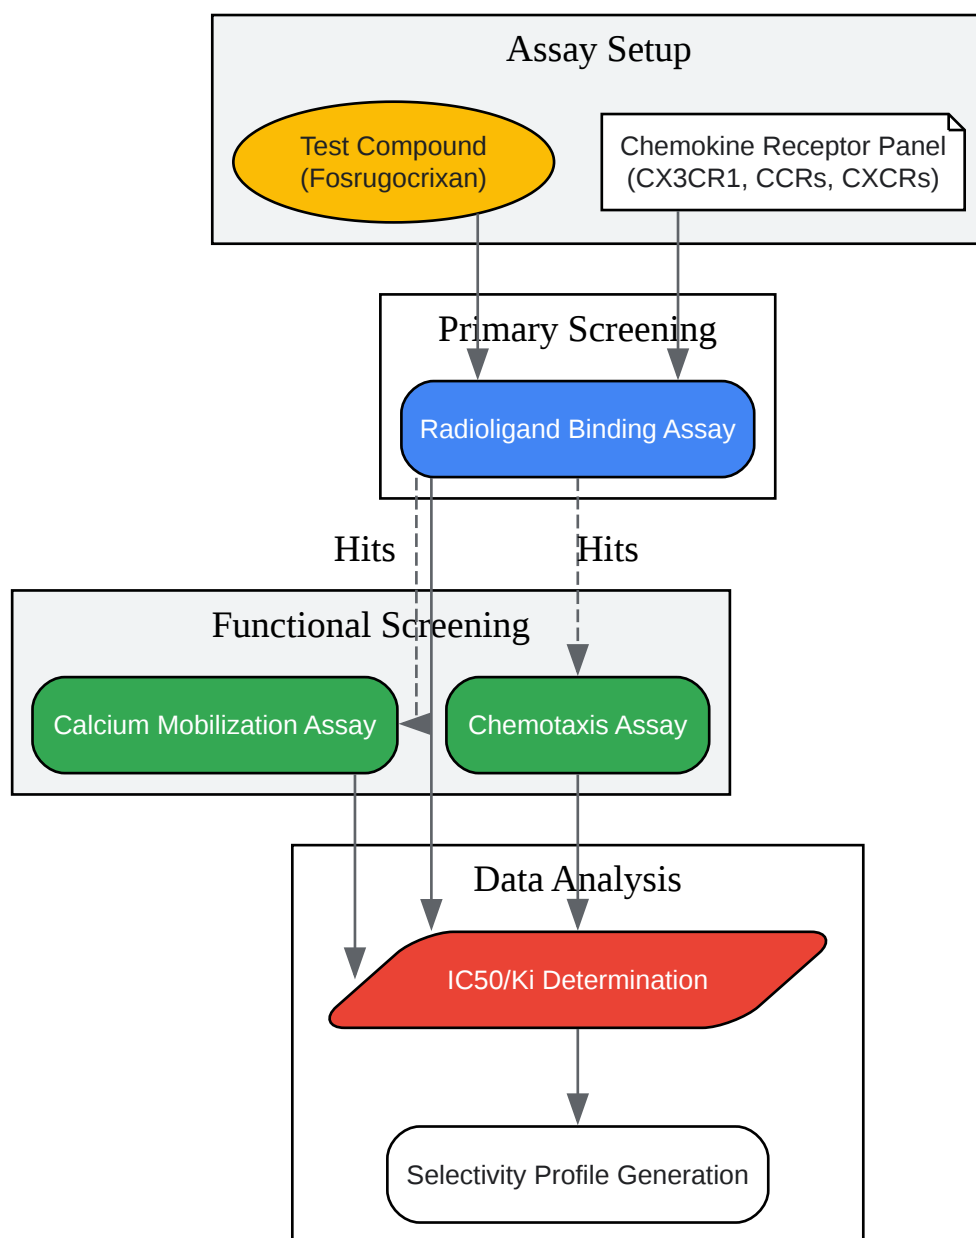 Assay Setup
Test Compound
(Fosrugocrixan)
Chemokine Receptor Panel
(CX3CR1, CCRs, CXCRs)
Primary Screening
Radioligand Binding Assay
Hits
Hits
Functional Screening
Calcium Mobilization Assay
Chemotaxis Assay
Data Analysis
IC50/Ki Determination
Selectivity Profile Generation